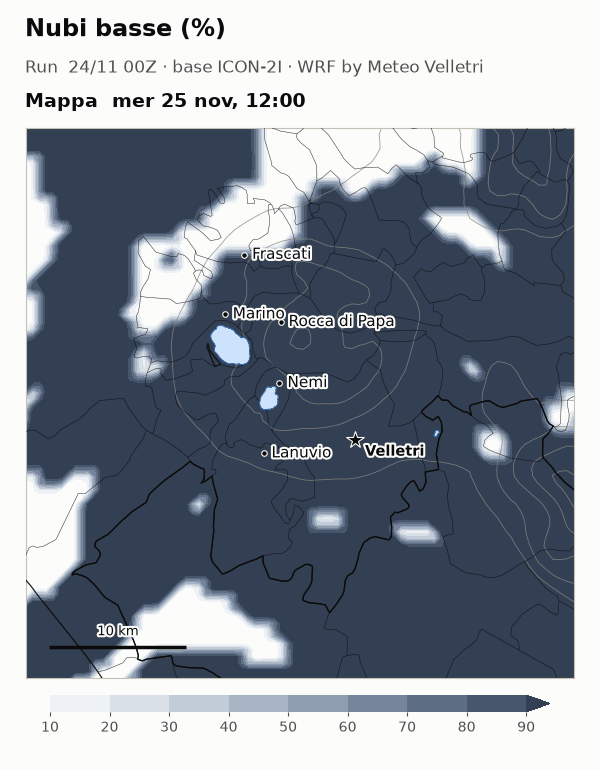 Nubi basse (%)
Run  24/11 00Z · base ICON-2I · WRF by Meteo Velletri
Mappa  mer 25 nov, 12:00
Frascati
Marino
Rocca di Papa
Nemi
Velletri
Lanuvio
10 km
10 20 30 40 50 60 70 80 90